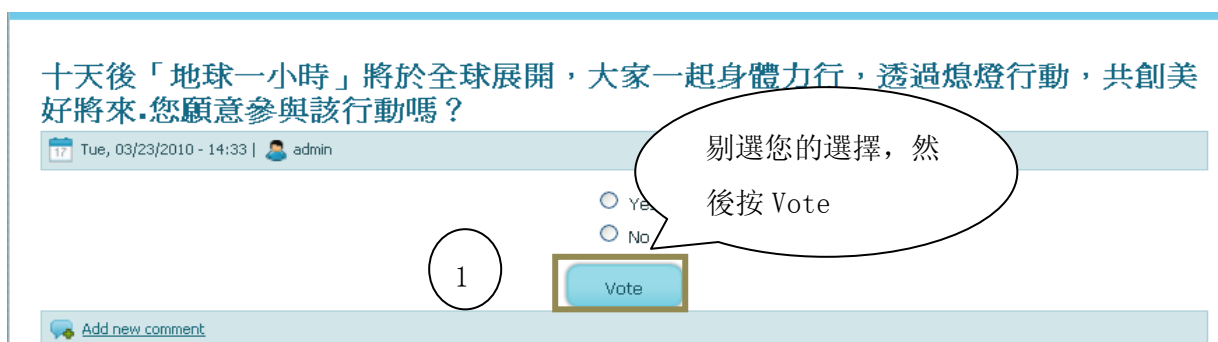 十天後「地球一小時」將於全球展開，大家一起身體力行，透過熄燈行動，共創美
好將來.您願意參與該行動嗎？
17 Tue, 03/23/2010 - 14:33 | admin
剔選您的選擇，然
後按 Vote
Ye
No
1
Vote
Add new comment